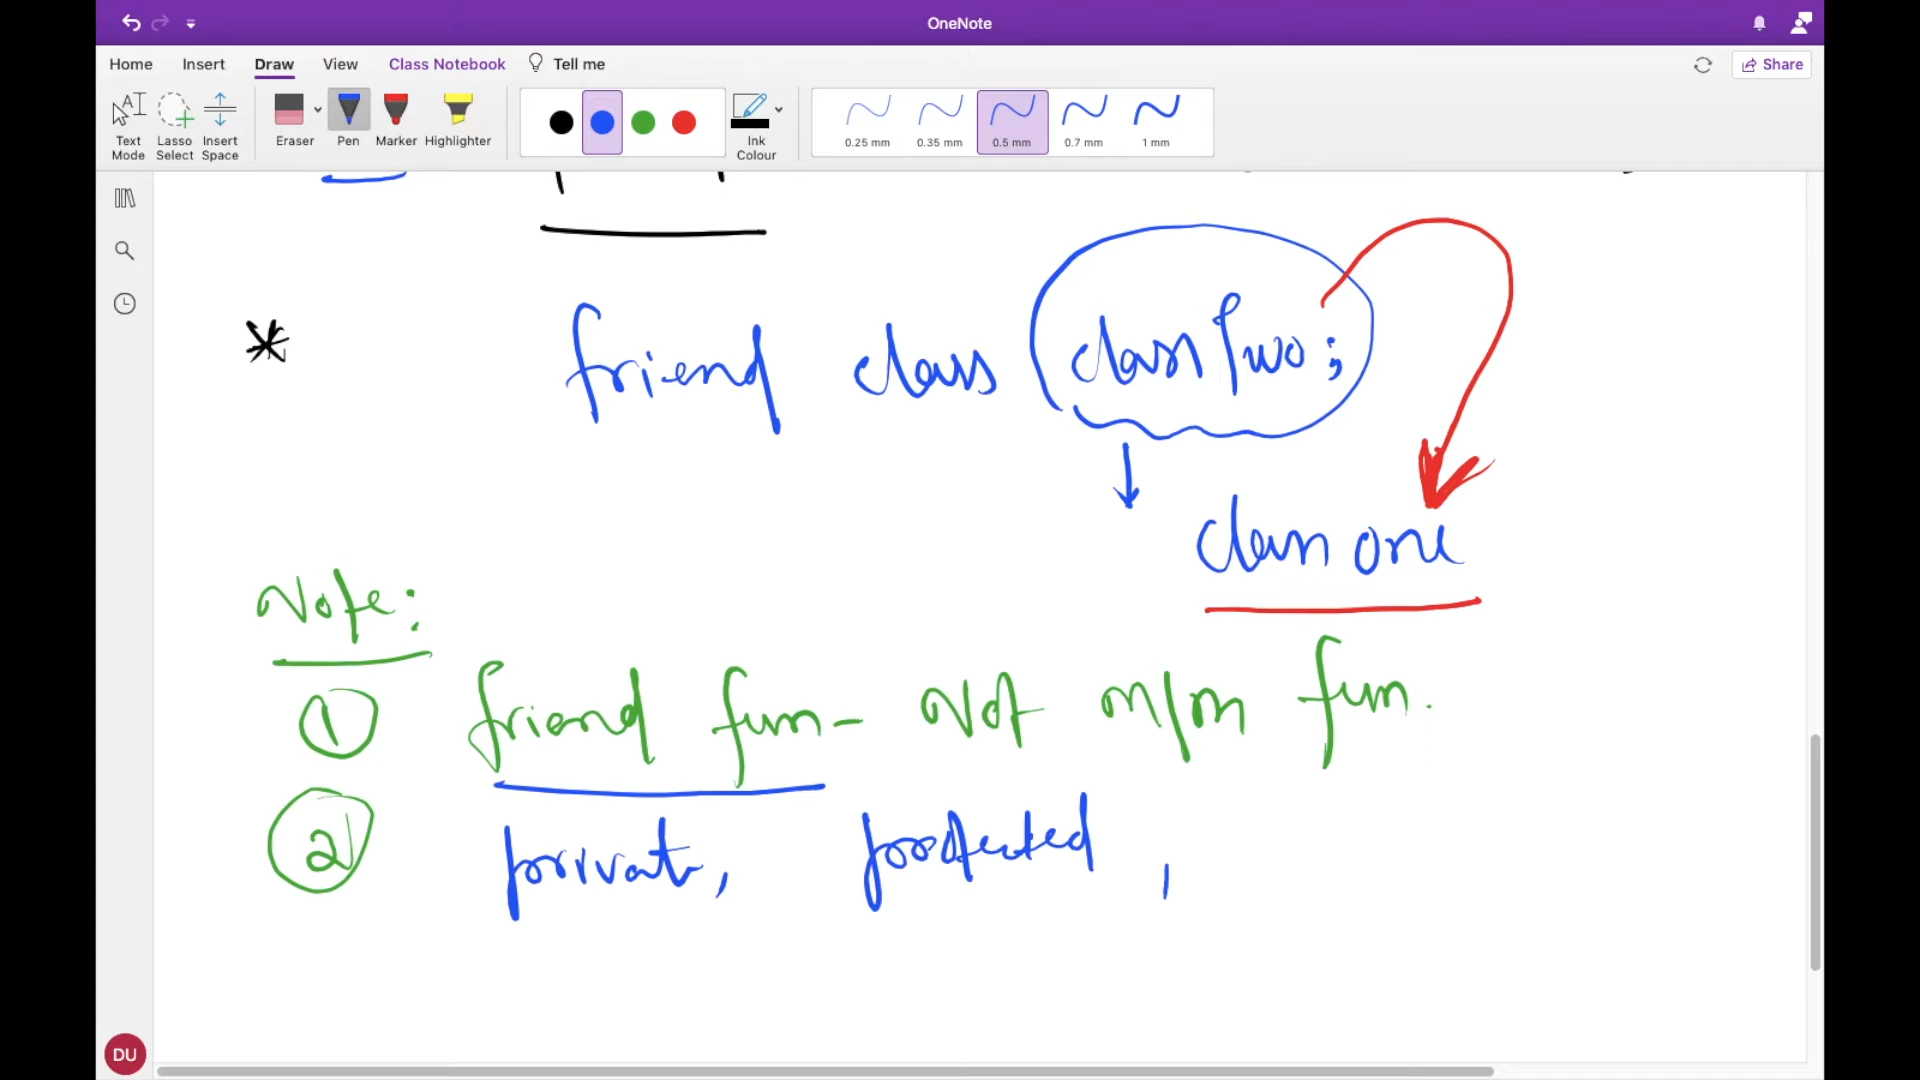 OneNote
Home Insert Draw View Class Notebook Tell me Share
Text Mode Lasso Select Insert Space Eraser Pen Marker Highlighter Ink Colour 0.25 mm 0.35 mm 0.5 mm 0.7 mm 1 mm
* friend class classTwo;
class one
Note:
1 friend fun - Not m/m fun.
2 private, protected,
DU